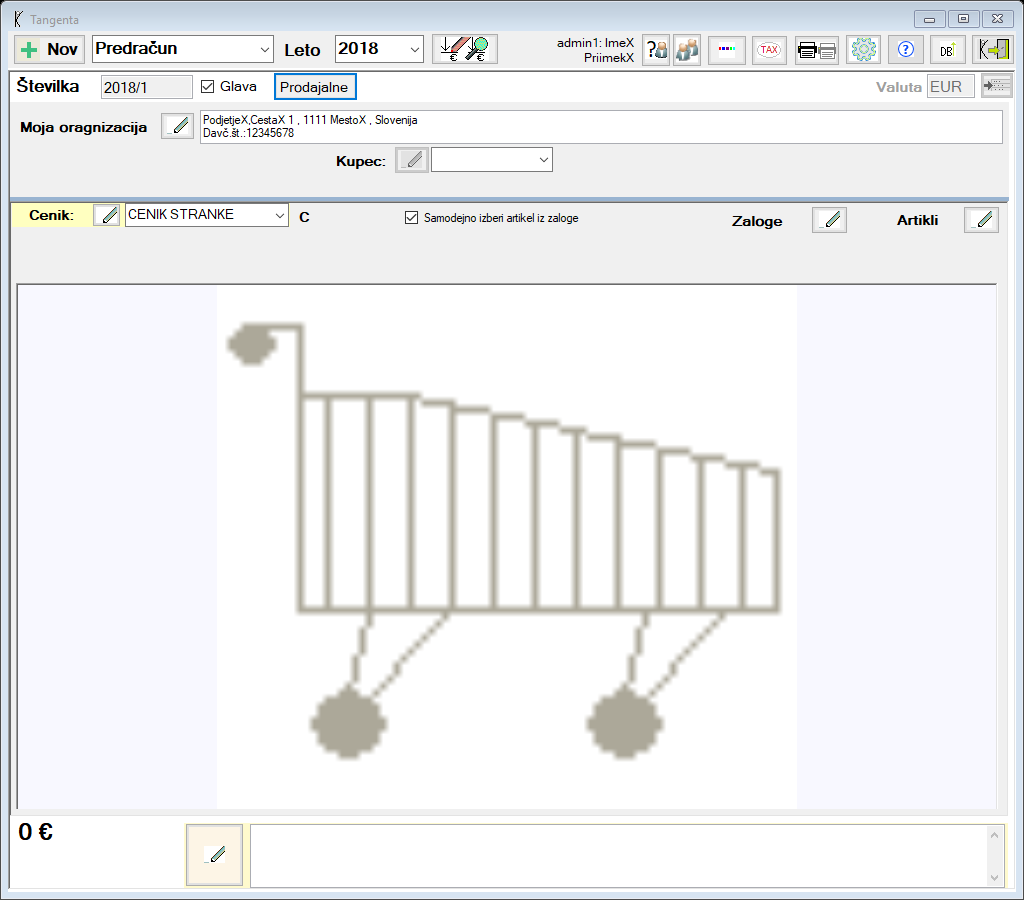 Tangenta
Nov Predračun Leto 2018 admin1: ImeX
PriimekX
TAX
DB
Številka 2018/1 Glava Prodajalne Valuta EUR
Moja oragnizacija PodjetjeX,CestaX 1 , 1111 MestoX , Slovenija
Davč.št.:12345678
Kupec:
Cenik: CENIK STRANKE C Samodejno izberi artikel iz zaloge Zaloge Artikli
0 €